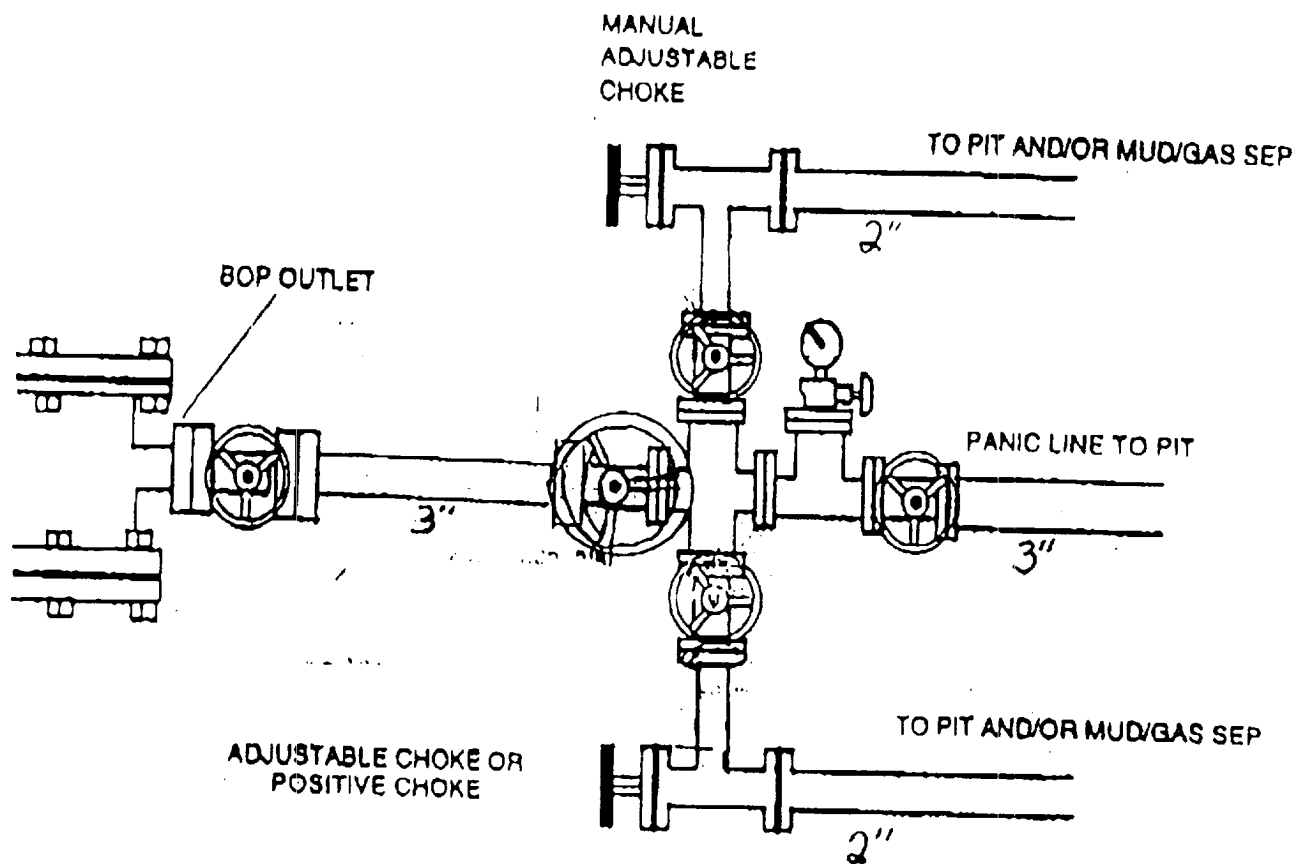 MANUAL
ADJUSTABLE
CHOKE
TO PIT AND/OR MUD/GAS SEP
2"
BOP OUTLET
PANIC LINE TO PIT
3"
3"
ADJUSTABLE CHOKE OR
POSITIVE CHOKE
TO PIT AND/OR MUD/GAS SEP
2"